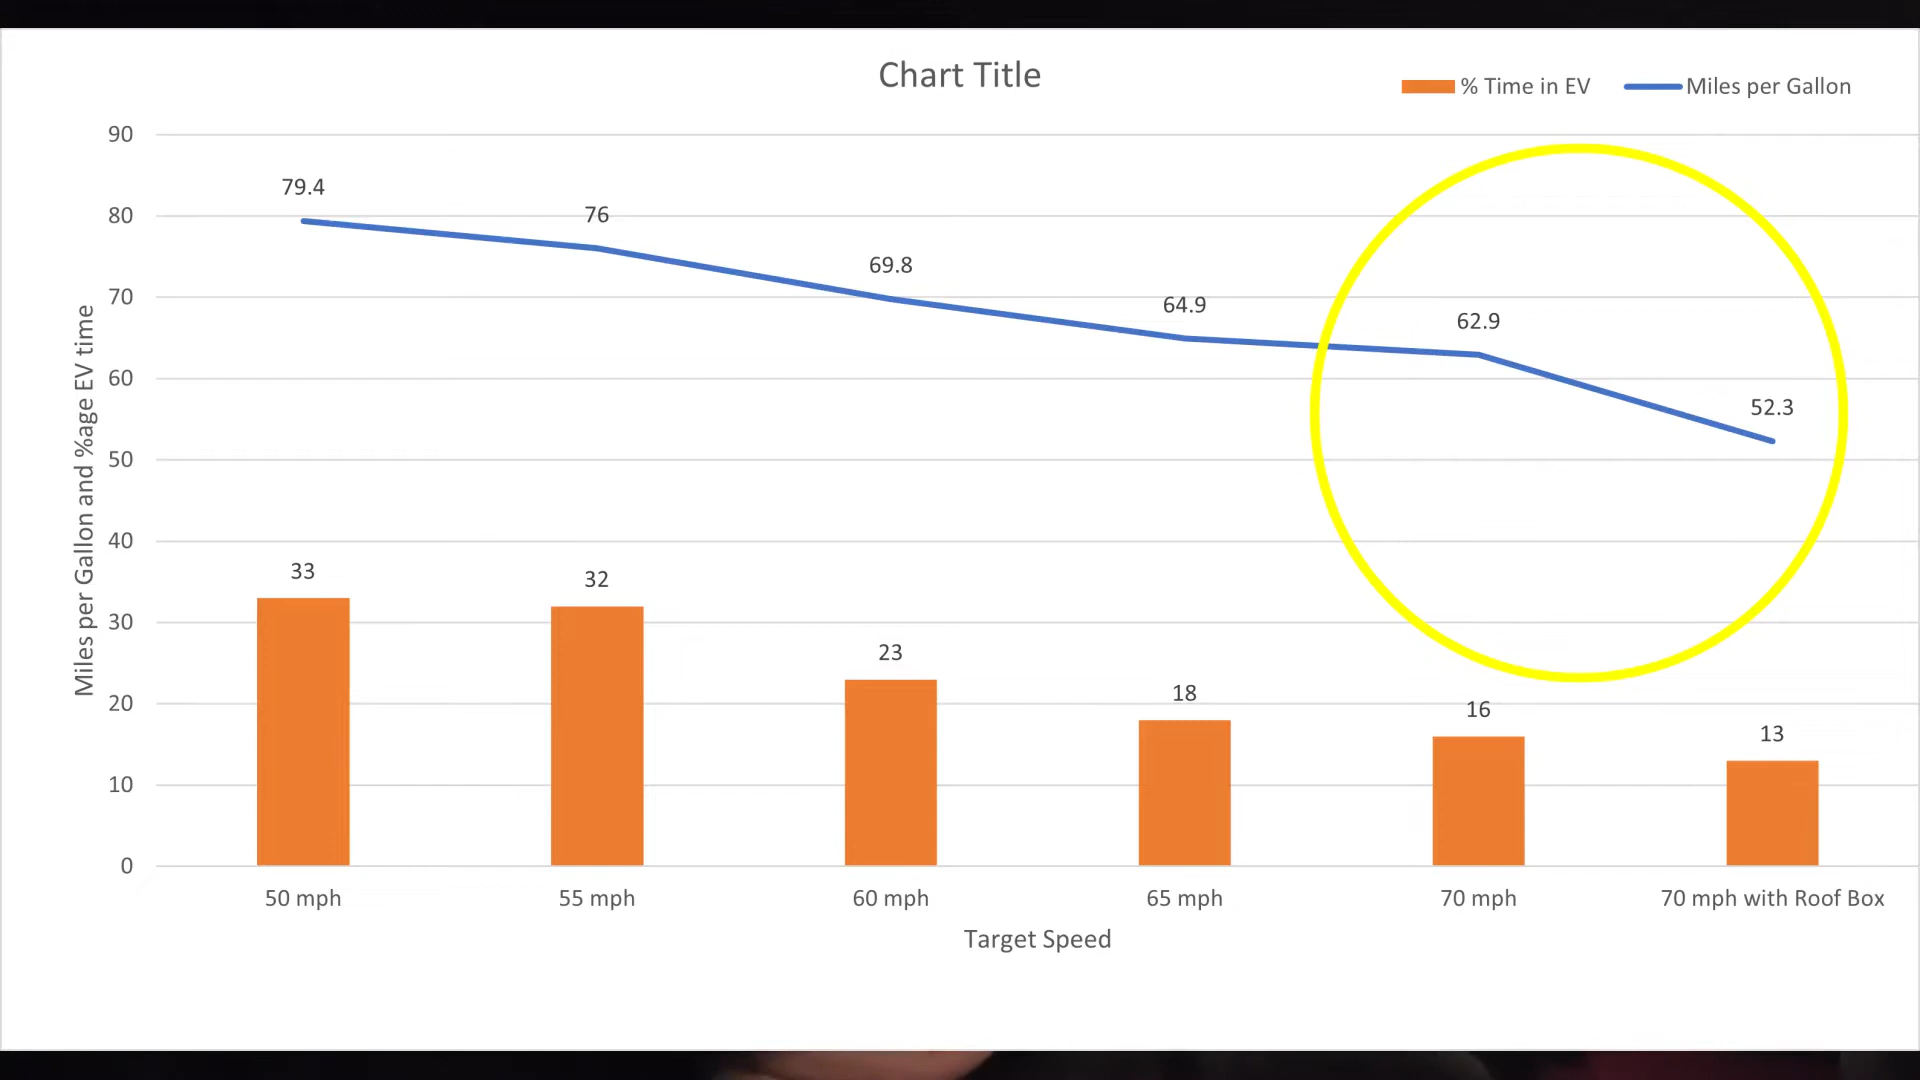 Chart Title
% Time in EV
Miles per Gallon
Miles per Gallon and %age EV time
90
80
70
60
50
40
30
20
10
0
79.4
76
69.8
64.9
62.9
52.3
33
32
23
18
16
13
50 mph
55 mph
60 mph
65 mph
70 mph
70 mph with Roof Box
Target Speed